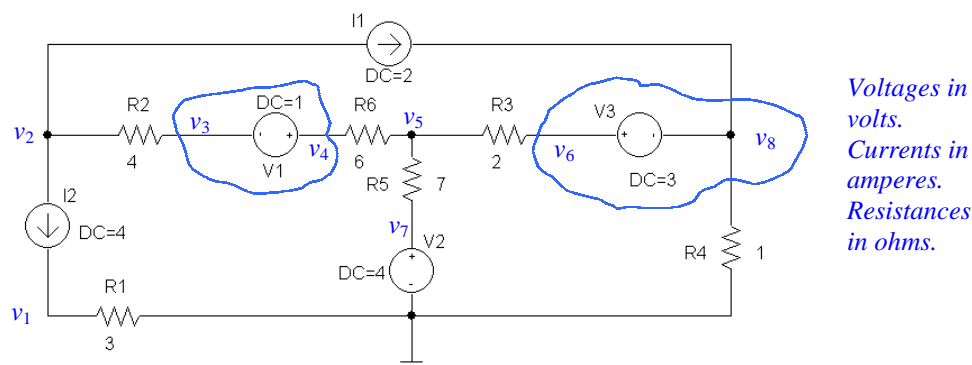 I1
DC=2
R2
4
v3
DC=1
- +
V1
v4
R6
6
v5
R3
2
V3
+ -
v6
DC=3
v8
v2
R5
7
I2
DC=4
v7
V2
DC=4
+
-
R4
1
v1
R1
3
Voltages in
volts.
Currents in
amperes.
Resistances
in ohms.